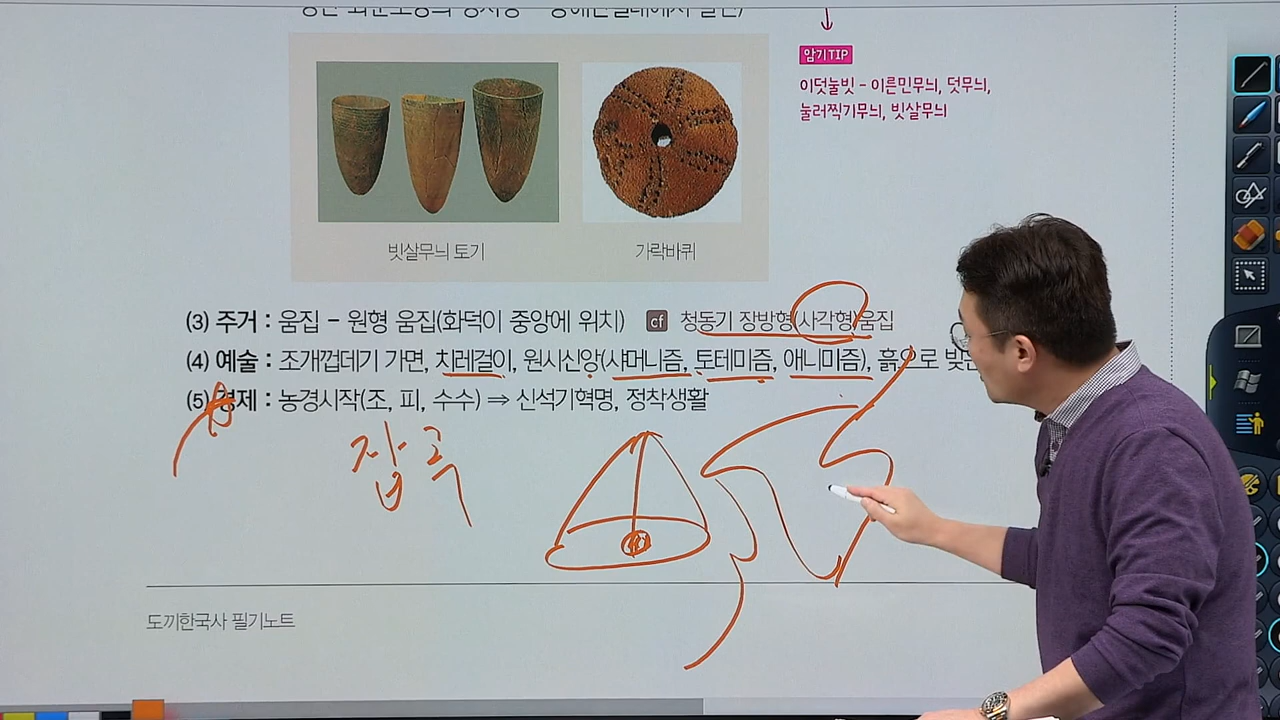 암기TIP
이덧눌빗 - 이른민무늬, 덧무늬,
눌러찍기무늬, 빗살무늬
빗살무늬 토기
가락바퀴
(3) 주거 : 움집 - 원형 움집(화덕이 중앙에 위치) cf 청동기 장방형(사각형)움집
(4) 예술 : 조개껍데기 가면, 치레걸이, 원시신앙(샤머니즘, 토테미즘, 애니미즘), 흙으로 빚은
(5) 경제 : 농경시작(조, 피, 수수) ⇒ 신석기혁명, 정착생활
잡곡
도끼한국사 필기노트